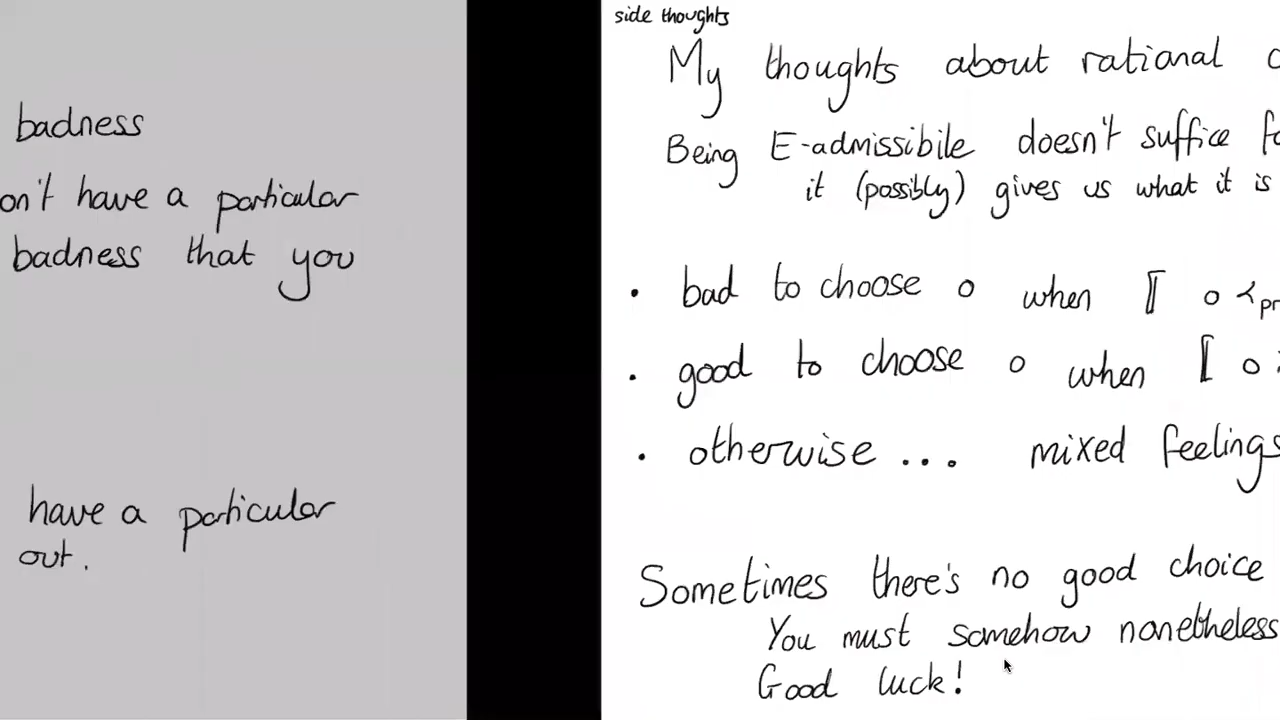 badness
on't have a particular
badness that you
have a particular
out.
side thoughts
My thoughts about rational
Being E-admissibile doesn't suffice
it (possibly) gives us what it is
• bad to choose o when ⟦ o ≺pr
• good to choose o when ⟦ o
• otherwise ... mixed feelings
Sometimes there's no good choice
You must somehow nonetheless
Good luck!